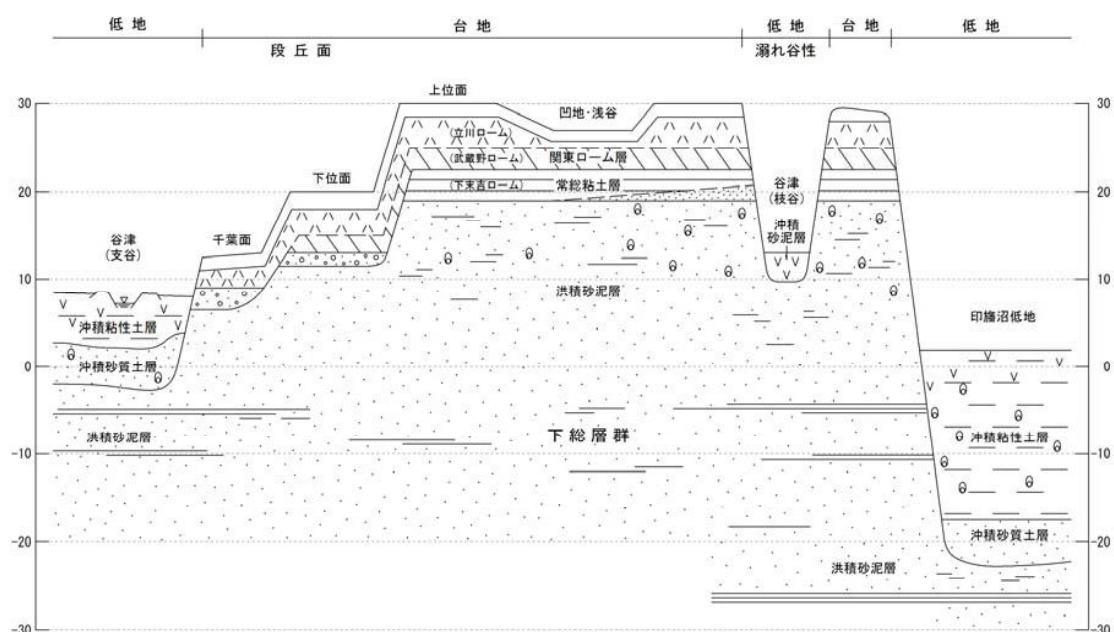 低地
台地
低地
台地
低地
段丘面
溺れ谷性
上位面
30
凹地・浅谷
30
(立川ローム)
(武蔵野ローム) 関東ローム層
下位面
20
(下末吉ローム) 常総粘土層
谷津
(枝谷)
20
谷津
(支谷)
千葉面
沖積
砂泥層
10
洪積砂泥層
10
沖積粘性土層
印旛沼低地
0
沖積砂質土層
0
洪積砂泥層
下総層群
沖積粘性土層
-10
-10
沖積砂質土層
-20
-20
洪積砂泥層
-30
-30